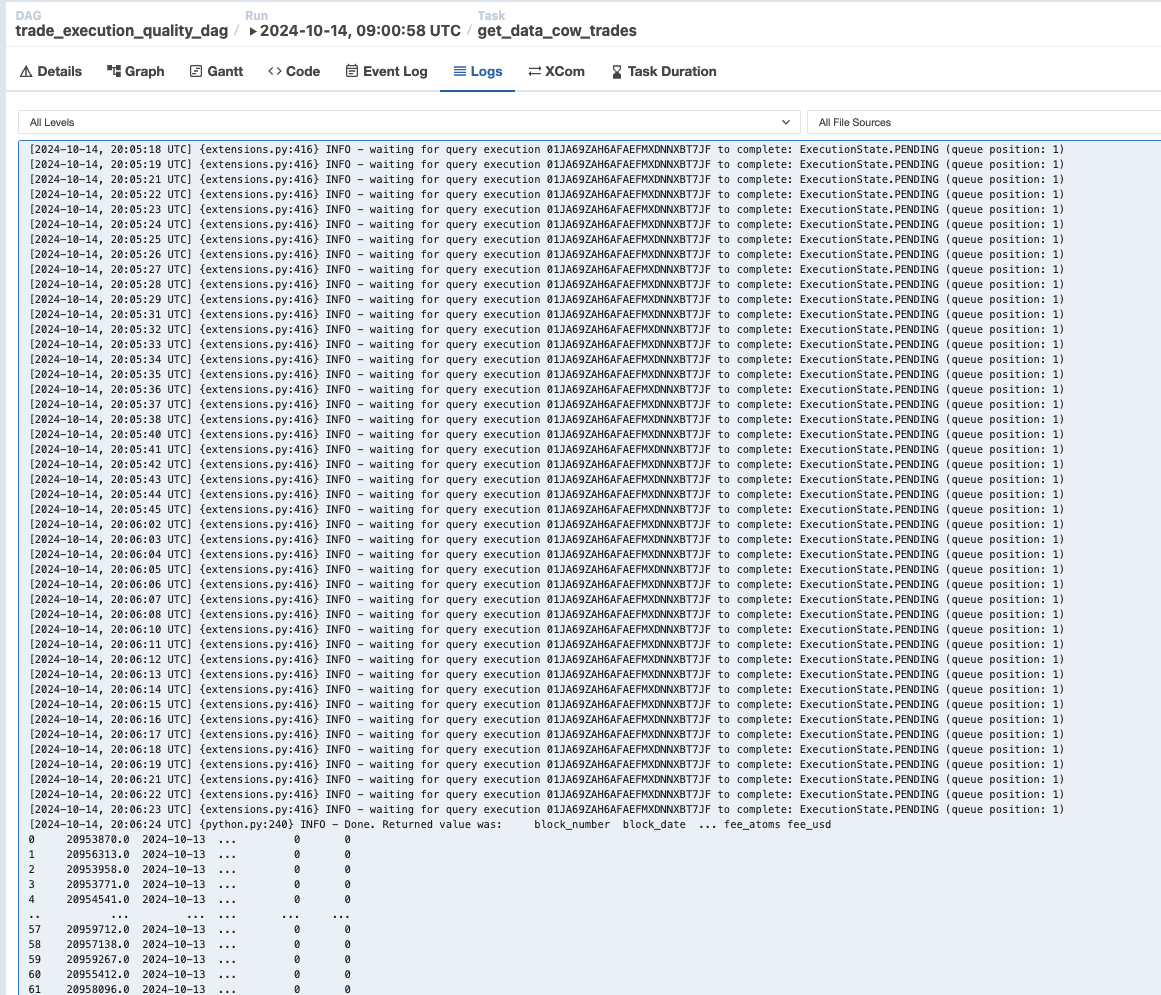 DAG
trade_execution_quality_dag
/
Run
2024-10-14, 09:00:58 UTC
/
Task
get_data_cow_trades
Details
Graph
Gantt
Code
Event Log
Logs
XCom
Task Duration
All Levels
All File Sources
[2024-10-14, 20:05:18 UTC] {extensions.py:416} INFO - waiting for query execution 01JA69ZAH6AFAEFMXDNNXBT7JF to complete: ExecutionState.PENDING (queue position: 1)
[2024-10-14, 20:05:19 UTC] {extensions.py:416} INFO - waiting for query execution 01JA69ZAH6AFAEFMXDNNXBT7JF to complete: ExecutionState.PENDING (queue position: 1)
[2024-10-14, 20:05:21 UTC] {extensions.py:416} INFO - waiting for query execution 01JA69ZAH6AFAEFMXDNNXBT7JF to complete: ExecutionState.PENDING (queue position: 1)
[2024-10-14, 20:05:22 UTC] {extensions.py:416} INFO - waiting for query execution 01JA69ZAH6AFAEFMXDNNXBT7JF to complete: ExecutionState.PENDING (queue position: 1)
[2024-10-14, 20:05:23 UTC] {extensions.py:416} INFO - waiting for query execution 01JA69ZAH6AFAEFMXDNNXBT7JF to complete: ExecutionState.PENDING (queue position: 1)
[2024-10-14, 20:05:24 UTC] {extensions.py:416} INFO - waiting for query execution 01JA69ZAH6AFAEFMXDNNXBT7JF to complete: ExecutionState.PENDING (queue position: 1)
[2024-10-14, 20:05:25 UTC] {extensions.py:416} INFO - waiting for query execution 01JA69ZAH6AFAEFMXDNNXBT7JF to complete: ExecutionState.PENDING (queue position: 1)
[2024-10-14, 20:05:26 UTC] {extensions.py:416} INFO - waiting for query execution 01JA69ZAH6AFAEFMXDNNXBT7JF to complete: ExecutionState.PENDING (queue position: 1)
[2024-10-14, 20:05:27 UTC] {extensions.py:416} INFO - waiting for query execution 01JA69ZAH6AFAEFMXDNNXBT7JF to complete: ExecutionState.PENDING (queue position: 1)
[2024-10-14, 20:05:28 UTC] {extensions.py:416} INFO - waiting for query execution 01JA69ZAH6AFAEFMXDNNXBT7JF to complete: ExecutionState.PENDING (queue position: 1)
[2024-10-14, 20:05:29 UTC] {extensions.py:416} INFO - waiting for query execution 01JA69ZAH6AFAEFMXDNNXBT7JF to complete: ExecutionState.PENDING (queue position: 1)
[2024-10-14, 20:05:31 UTC] {extensions.py:416} INFO - waiting for query execution 01JA69ZAH6AFAEFMXDNNXBT7JF to complete: ExecutionState.PENDING (queue position: 1)
[2024-10-14, 20:05:32 UTC] {extensions.py:416} INFO - waiting for query execution 01JA69ZAH6AFAEFMXDNNXBT7JF to complete: ExecutionState.PENDING (queue position: 1)
[2024-10-14, 20:05:33 UTC] {extensions.py:416} INFO - waiting for query execution 01JA69ZAH6AFAEFMXDNNXBT7JF to complete: ExecutionState.PENDING (queue position: 1)
[2024-10-14, 20:05:34 UTC] {extensions.py:416} INFO - waiting for query execution 01JA69ZAH6AFAEFMXDNNXBT7JF to complete: ExecutionState.PENDING (queue position: 1)
[2024-10-14, 20:05:35 UTC] {extensions.py:416} INFO - waiting for query execution 01JA69ZAH6AFAEFMXDNNXBT7JF to complete: ExecutionState.PENDING (queue position: 1)
[2024-10-14, 20:05:36 UTC] {extensions.py:416} INFO - waiting for query execution 01JA69ZAH6AFAEFMXDNNXBT7JF to complete: ExecutionState.PENDING (queue position: 1)
[2024-10-14, 20:05:37 UTC] {extensions.py:416} INFO - waiting for query execution 01JA69ZAH6AFAEFMXDNNXBT7JF to complete: ExecutionState.PENDING (queue position: 1)
[2024-10-14, 20:05:38 UTC] {extensions.py:416} INFO - waiting for query execution 01JA69ZAH6AFAEFMXDNNXBT7JF to complete: ExecutionState.PENDING (queue position: 1)
[2024-10-14, 20:05:40 UTC] {extensions.py:416} INFO - waiting for query execution 01JA69ZAH6AFAEFMXDNNXBT7JF to complete: ExecutionState.PENDING (queue position: 1)
[2024-10-14, 20:05:41 UTC] {extensions.py:416} INFO - waiting for query execution 01JA69ZAH6AFAEFMXDNNXBT7JF to complete: ExecutionState.PENDING (queue position: 1)
[2024-10-14, 20:05:42 UTC] {extensions.py:416} INFO - waiting for query execution 01JA69ZAH6AFAEFMXDNNXBT7JF to complete: ExecutionState.PENDING (queue position: 1)
[2024-10-14, 20:05:43 UTC] {extensions.py:416} INFO - waiting for query execution 01JA69ZAH6AFAEFMXDNNXBT7JF to complete: ExecutionState.PENDING (queue position: 1)
[2024-10-14, 20:05:44 UTC] {extensions.py:416} INFO - waiting for query execution 01JA69ZAH6AFAEFMXDNNXBT7JF to complete: ExecutionState.PENDING (queue position: 1)
[2024-10-14, 20:05:45 UTC] {extensions.py:416} INFO - waiting for query execution 01JA69ZAH6AFAEFMXDNNXBT7JF to complete: ExecutionState.PENDING (queue position: 1)
[2024-10-14, 20:06:02 UTC] {extensions.py:416} INFO - waiting for query execution 01JA69ZAH6AFAEFMXDNNXBT7JF to complete: ExecutionState.PENDING (queue position: 1)
[2024-10-14, 20:06:03 UTC] {extensions.py:416} INFO - waiting for query execution 01JA69ZAH6AFAEFMXDNNXBT7JF to complete: ExecutionState.PENDING (queue position: 1)
[2024-10-14, 20:06:04 UTC] {extensions.py:416} INFO - waiting for query execution 01JA69ZAH6AFAEFMXDNNXBT7JF to complete: ExecutionState.PENDING (queue position: 1)
[2024-10-14, 20:06:05 UTC] {extensions.py:416} INFO - waiting for query execution 01JA69ZAH6AFAEFMXDNNXBT7JF to complete: ExecutionState.PENDING (queue position: 1)
[2024-10-14, 20:06:06 UTC] {extensions.py:416} INFO - waiting for query execution 01JA69ZAH6AFAEFMXDNNXBT7JF to complete: ExecutionState.PENDING (queue position: 1)
[2024-10-14, 20:06:07 UTC] {extensions.py:416} INFO - waiting for query execution 01JA69ZAH6AFAEFMXDNNXBT7JF to complete: ExecutionState.PENDING (queue position: 1)
[2024-10-14, 20:06:08 UTC] {extensions.py:416} INFO - waiting for query execution 01JA69ZAH6AFAEFMXDNNXBT7JF to complete: ExecutionState.PENDING (queue position: 1)
[2024-10-14, 20:06:10 UTC] {extensions.py:416} INFO - waiting for query execution 01JA69ZAH6AFAEFMXDNNXBT7JF to complete: ExecutionState.PENDING (queue position: 1)
[2024-10-14, 20:06:11 UTC] {extensions.py:416} INFO - waiting for query execution 01JA69ZAH6AFAEFMXDNNXBT7JF to complete: ExecutionState.PENDING (queue position: 1)
[2024-10-14, 20:06:12 UTC] {extensions.py:416} INFO - waiting for query execution 01JA69ZAH6AFAEFMXDNNXBT7JF to complete: ExecutionState.PENDING (queue position: 1)
[2024-10-14, 20:06:13 UTC] {extensions.py:416} INFO - waiting for query execution 01JA69ZAH6AFAEFMXDNNXBT7JF to complete: ExecutionState.PENDING (queue position: 1)
[2024-10-14, 20:06:14 UTC] {extensions.py:416} INFO - waiting for query execution 01JA69ZAH6AFAEFMXDNNXBT7JF to complete: ExecutionState.PENDING (queue position: 1)
[2024-10-14, 20:06:15 UTC] {extensions.py:416} INFO - waiting for query execution 01JA69ZAH6AFAEFMXDNNXBT7JF to complete: ExecutionState.PENDING (queue position: 1)
[2024-10-14, 20:06:16 UTC] {extensions.py:416} INFO - waiting for query execution 01JA69ZAH6AFAEFMXDNNXBT7JF to complete: ExecutionState.PENDING (queue position: 1)
[2024-10-14, 20:06:17 UTC] {extensions.py:416} INFO - waiting for query execution 01JA69ZAH6AFAEFMXDNNXBT7JF to complete: ExecutionState.PENDING (queue position: 1)
[2024-10-14, 20:06:18 UTC] {extensions.py:416} INFO - waiting for query execution 01JA69ZAH6AFAEFMXDNNXBT7JF to complete: ExecutionState.PENDING (queue position: 1)
[2024-10-14, 20:06:19 UTC] {extensions.py:416} INFO - waiting for query execution 01JA69ZAH6AFAEFMXDNNXBT7JF to complete: ExecutionState.PENDING (queue position: 1)
[2024-10-14, 20:06:21 UTC] {extensions.py:416} INFO - waiting for query execution 01JA69ZAH6AFAEFMXDNNXBT7JF to complete: ExecutionState.PENDING (queue position: 1)
[2024-10-14, 20:06:22 UTC] {extensions.py:416} INFO - waiting for query execution 01JA69ZAH6AFAEFMXDNNXBT7JF to complete: ExecutionState.PENDING (queue position: 1)
[2024-10-14, 20:06:23 UTC] {extensions.py:416} INFO - waiting for query execution 01JA69ZAH6AFAEFMXDNNXBT7JF to complete: ExecutionState.PENDING (queue position: 1)
[2024-10-14, 20:06:24 UTC] {python.py:240} INFO - Done. Returned value was:     block_number  block_date  ... fee_atoms fee_usd
0     20953870.0  2024-10-13  ...         0       0
1     20956313.0  2024-10-13  ...         0       0
2     20953958.0  2024-10-13  ...         0       0
3     20953771.0  2024-10-13  ...         0       0
4     20954541.0  2024-10-13  ...         0       0
..           ...         ...  ...       ...     ...
57    20959712.0  2024-10-13  ...         0       0
58    20957138.0  2024-10-13  ...         0       0
59    20959267.0  2024-10-13  ...         0       0
60    20955412.0  2024-10-13  ...         0       0
61    20958096.0  2024-10-13  ...         0       0